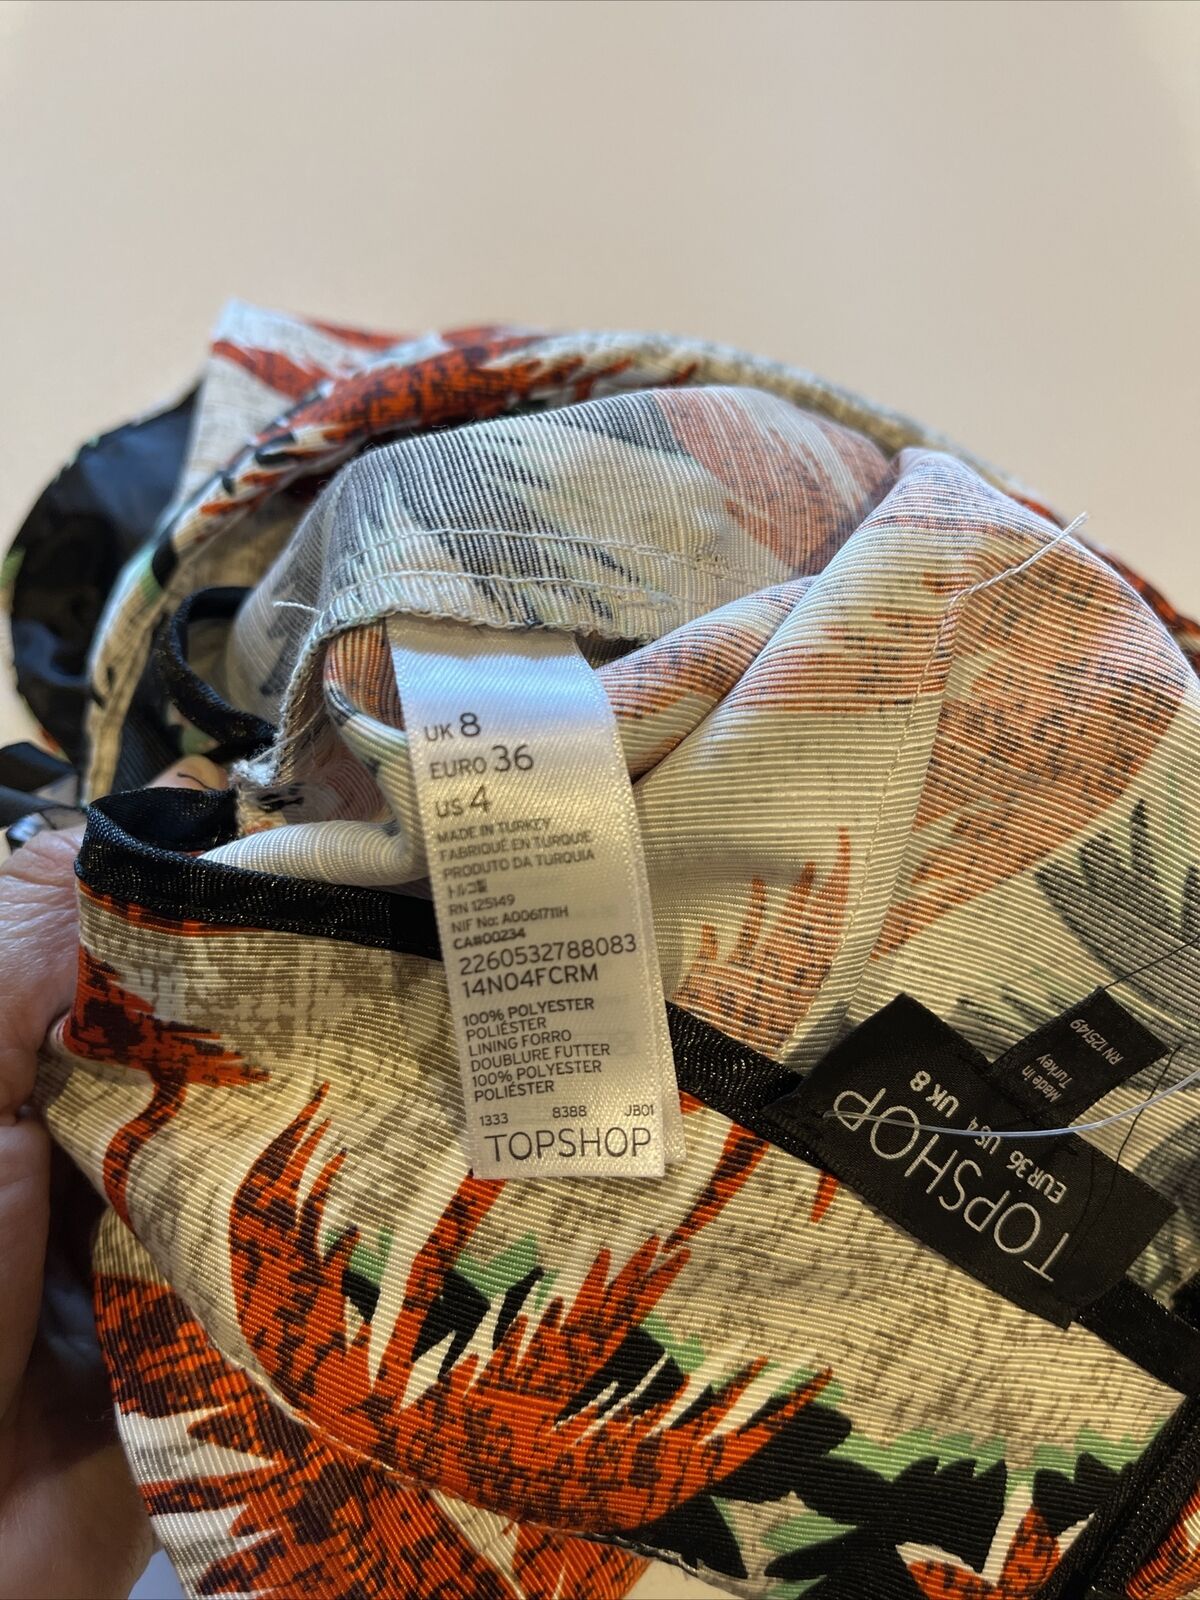 UK 8
EURO 36
US 4
MADE IN TURKEY
FABRIQUÉ EN TURQUIE
PRODUTO DA TURQUIA
トルコ製
RN 125149
NIF No: A0061711H
CA#00234
2260532788083
14N04FCRM
100% POLYESTER
POLIÉSTER
LINING FORRO
DOUBLURE FUTTER
100% POLYESTER
POLIÉSTER
1333 8388 JB01
TOPSHOP
TOPSHOP
EUR 36 US 4 UK 8
Made in
Turkey
RN 125149